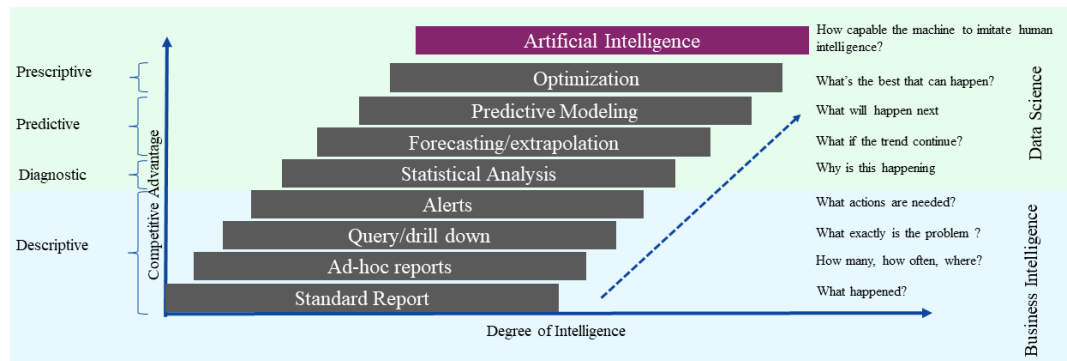 How capable the machine to imitate human
intelligence?
Artificial Intelligence
Prescriptive
Optimization
What's the best that can happen?
Predictive
Predictive Modeling
What will happen next
Forecasting/extrapolation
What if the trend continue?
Diagnostic
Statistical Analysis
Why is this happening
Data Science
Alerts
What actions are needed?
Descriptive
Query/drill down
What exactly is the problem ?
Ad-hoc reports
How many, how often, where?
Standard Report
What happened?
Business Intelligence
Competitive Advantage
Degree of Intelligence